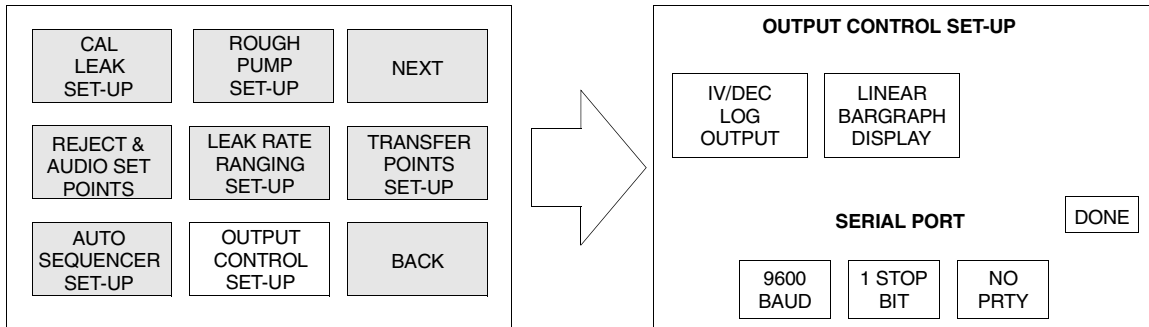 CAL
LEAK
SET-UP
ROUGH
PUMP
SET-UP
NEXT
REJECT &
AUDIO SET
POINTS
LEAK RATE
RANGING
SET-UP
TRANSFER
POINTS
SET-UP
AUTO
SEQUENCER
SET-UP
OUTPUT
CONTROL
SET-UP
BACK
OUTPUT CONTROL SET-UP
IV/DEC
LOG
OUTPUT
LINEAR
BARGRAPH
DISPLAY
SERIAL PORT
DONE
9600
BAUD
1 STOP
BIT
NO
PRTY